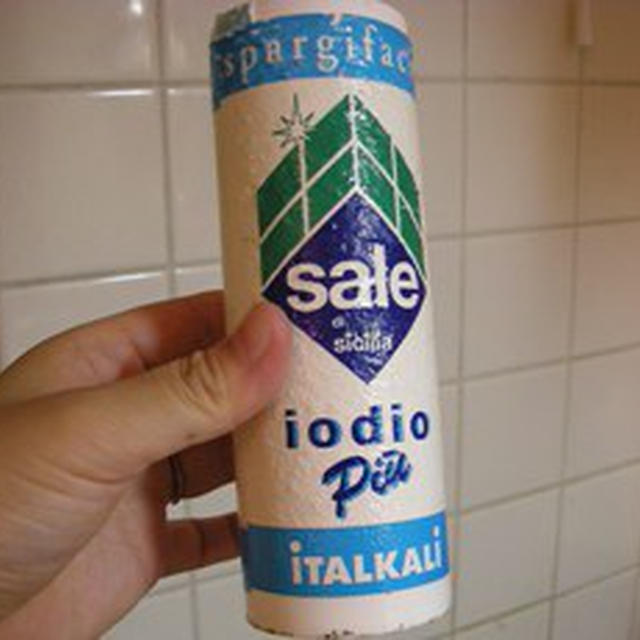 spargifac
sale
di
sicilia
iodio
Più
ITALKALI